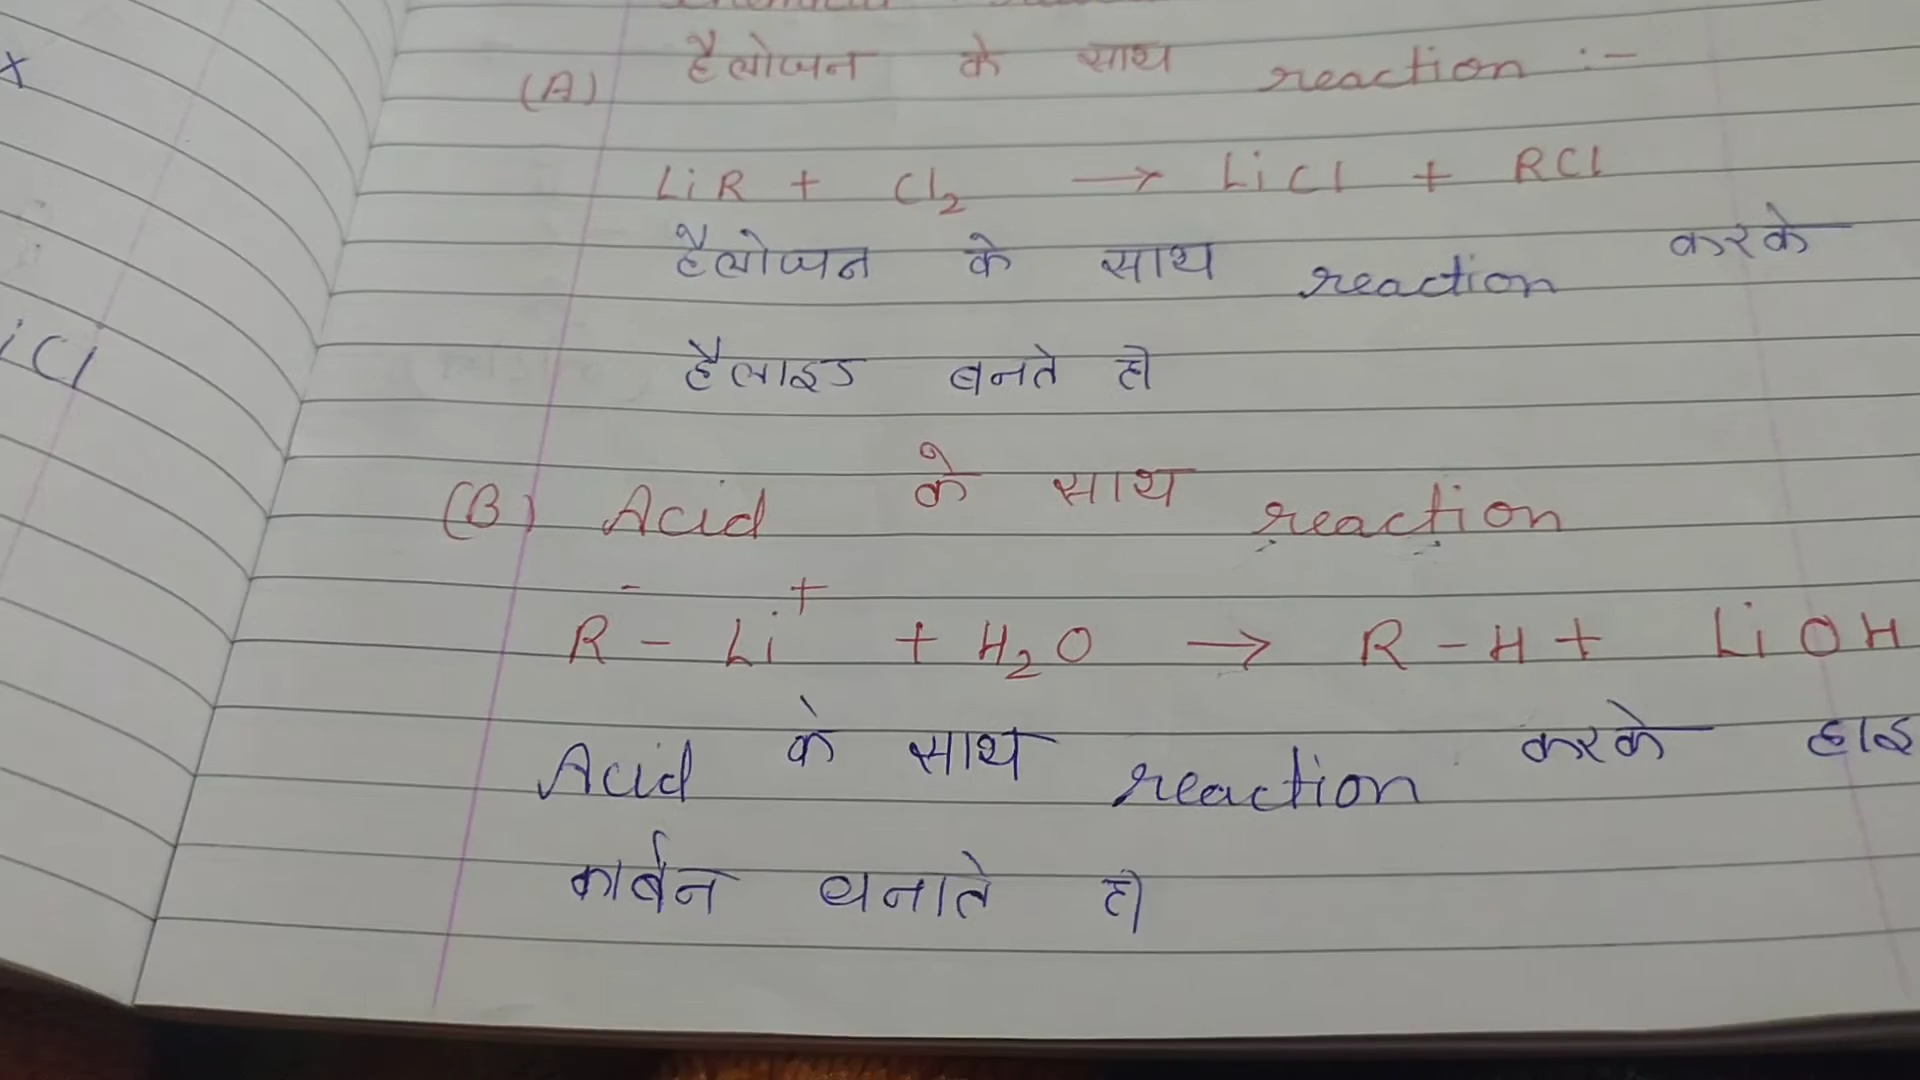 (A) हैलोजन के साथ reaction :-
LiR + Cl₂ → LiCl + RCl
हैलोजन के साथ reaction करके
हैलाइड बनते है
(B) Acid के साथ reaction
R⁻ - Li⁺ + H₂O → R - H + LiOH
Acid के साथ reaction करके हाइ
कार्बन बनाते है
x
iCl